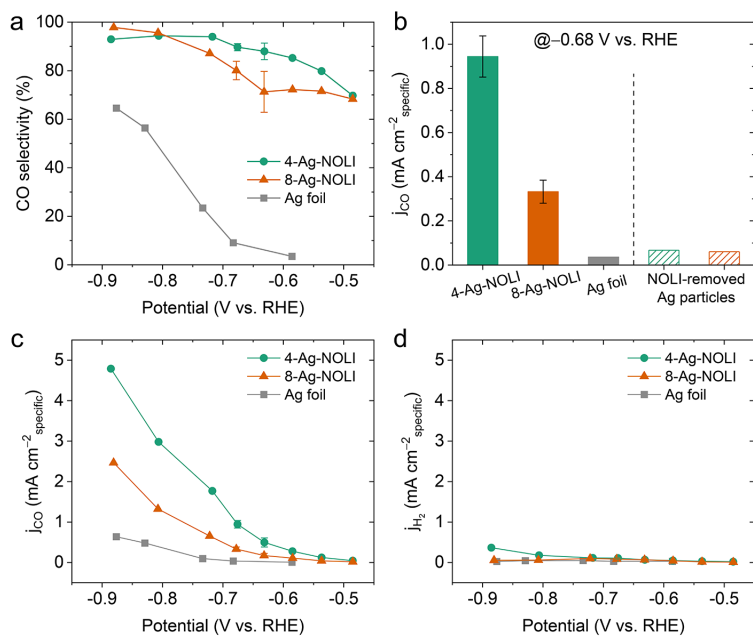 a
100
80
60
40
20
0
CO selectivity (%)
4-Ag-NOLI
8-Ag-NOLI
Ag foil
-0.9 -0.8 -0.7 -0.6 -0.5
Potential (V vs. RHE)
b
@−0.68 V vs. RHE
1.0
0.8
0.6
0.4
0.2
0.0
jCO (mA cm−2specific)
4-Ag-NOLI
8-Ag-NOLI
Ag foil
NOLI-removed
Ag particles
c
5
4
3
2
1
0
jCO (mA cm−2specific)
4-Ag-NOLI
8-Ag-NOLI
Ag foil
-0.9 -0.8 -0.7 -0.6 -0.5
Potential (V vs. RHE)
d
5
4
3
2
1
0
jH2 (mA cm−2specific)
4-Ag-NOLI
8-Ag-NOLI
Ag foil
-0.9 -0.8 -0.7 -0.6 -0.5
Potential (V vs. RHE)